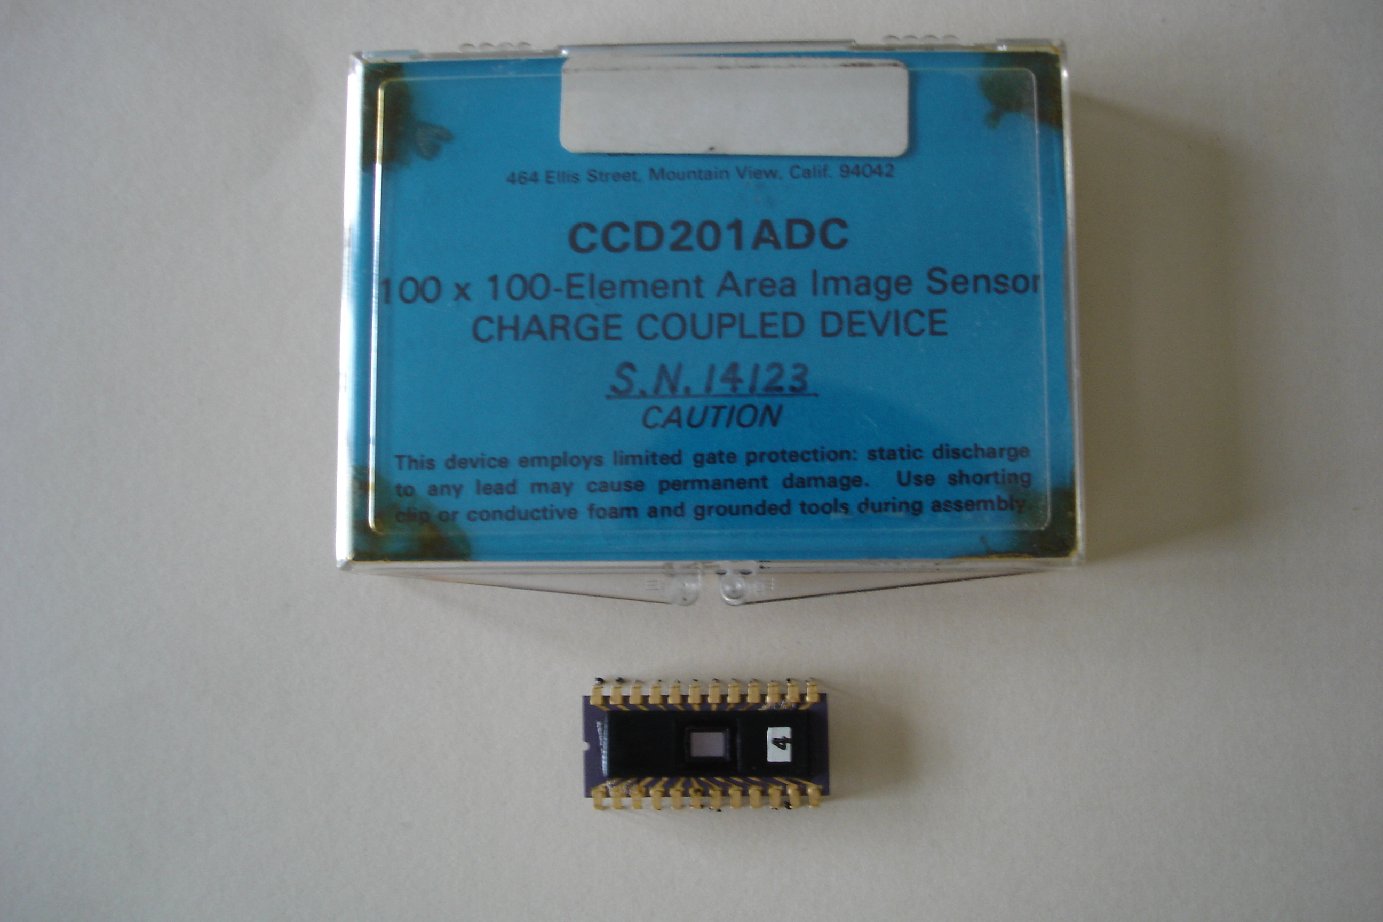 464 Ellis Street, Mountain View, Calif. 94042
CCD201ADC
100 x 100-Element Area Image Sensor
CHARGE COUPLED DEVICE
S.N. 14123
CAUTION
This device employs limited gate protection: static discharge
to any lead may cause permanent damage. Use shorting
clip or conductive foam and grounded tools during assembly.
4